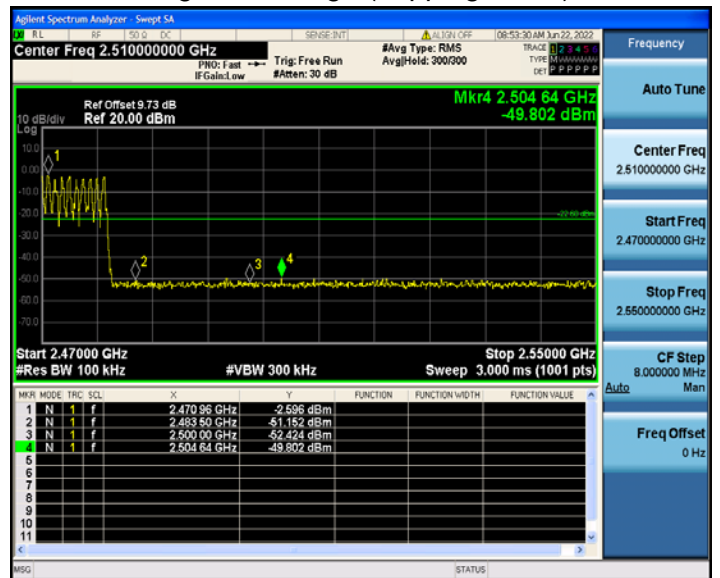 Agilent Spectrum Analyzer - Swept SA
RL RF 50 Ω DC SENSE:INT ALIGN OFF 08:53:30 AM Jun 22, 2022
Center Freq 2.510000000 GHz #Avg Type: RMS TRACE 1 2 3 4 5 6
PNO: Fast Trig: Free Run Avg|Hold: 300/300 TYPE MWWWWW
IFGain:Low #Atten: 30 dB DET P P P P P P
Ref Offset 9.73 dB Mkr4 2.504 64 GHz
10 dB/div Ref 20.00 dBm -49.802 dBm
Log
10.0
0.00
-10.0
-20.0
-22.60 dBm
-30.0
-40.0
-50.0
-60.0
-70.0
1
2
3
4
Start 2.47000 GHz Stop 2.55000 GHz
#Res BW 100 kHz #VBW 300 kHz Sweep 3.000 ms (1001 pts)
MKR MODE TRC SCL X Y FUNCTION FUNCTION WIDTH FUNCTION VALUE
1 N 1 f 2.470 96 GHz -2.596 dBm
2 N 1 f 2.483 50 GHz -51.152 dBm
3 N 1 f 2.500 00 GHz -52.424 dBm
4 N 1 f 2.504 64 GHz -49.802 dBm
5
6
7
8
9
10
11
MSG STATUS
Frequency
Auto Tune
Center Freq
2.510000000 GHz
Start Freq
2.470000000 GHz
Stop Freq
2.550000000 GHz
CF Step
8.000000 MHz
Auto Man
Freq Offset
0 Hz